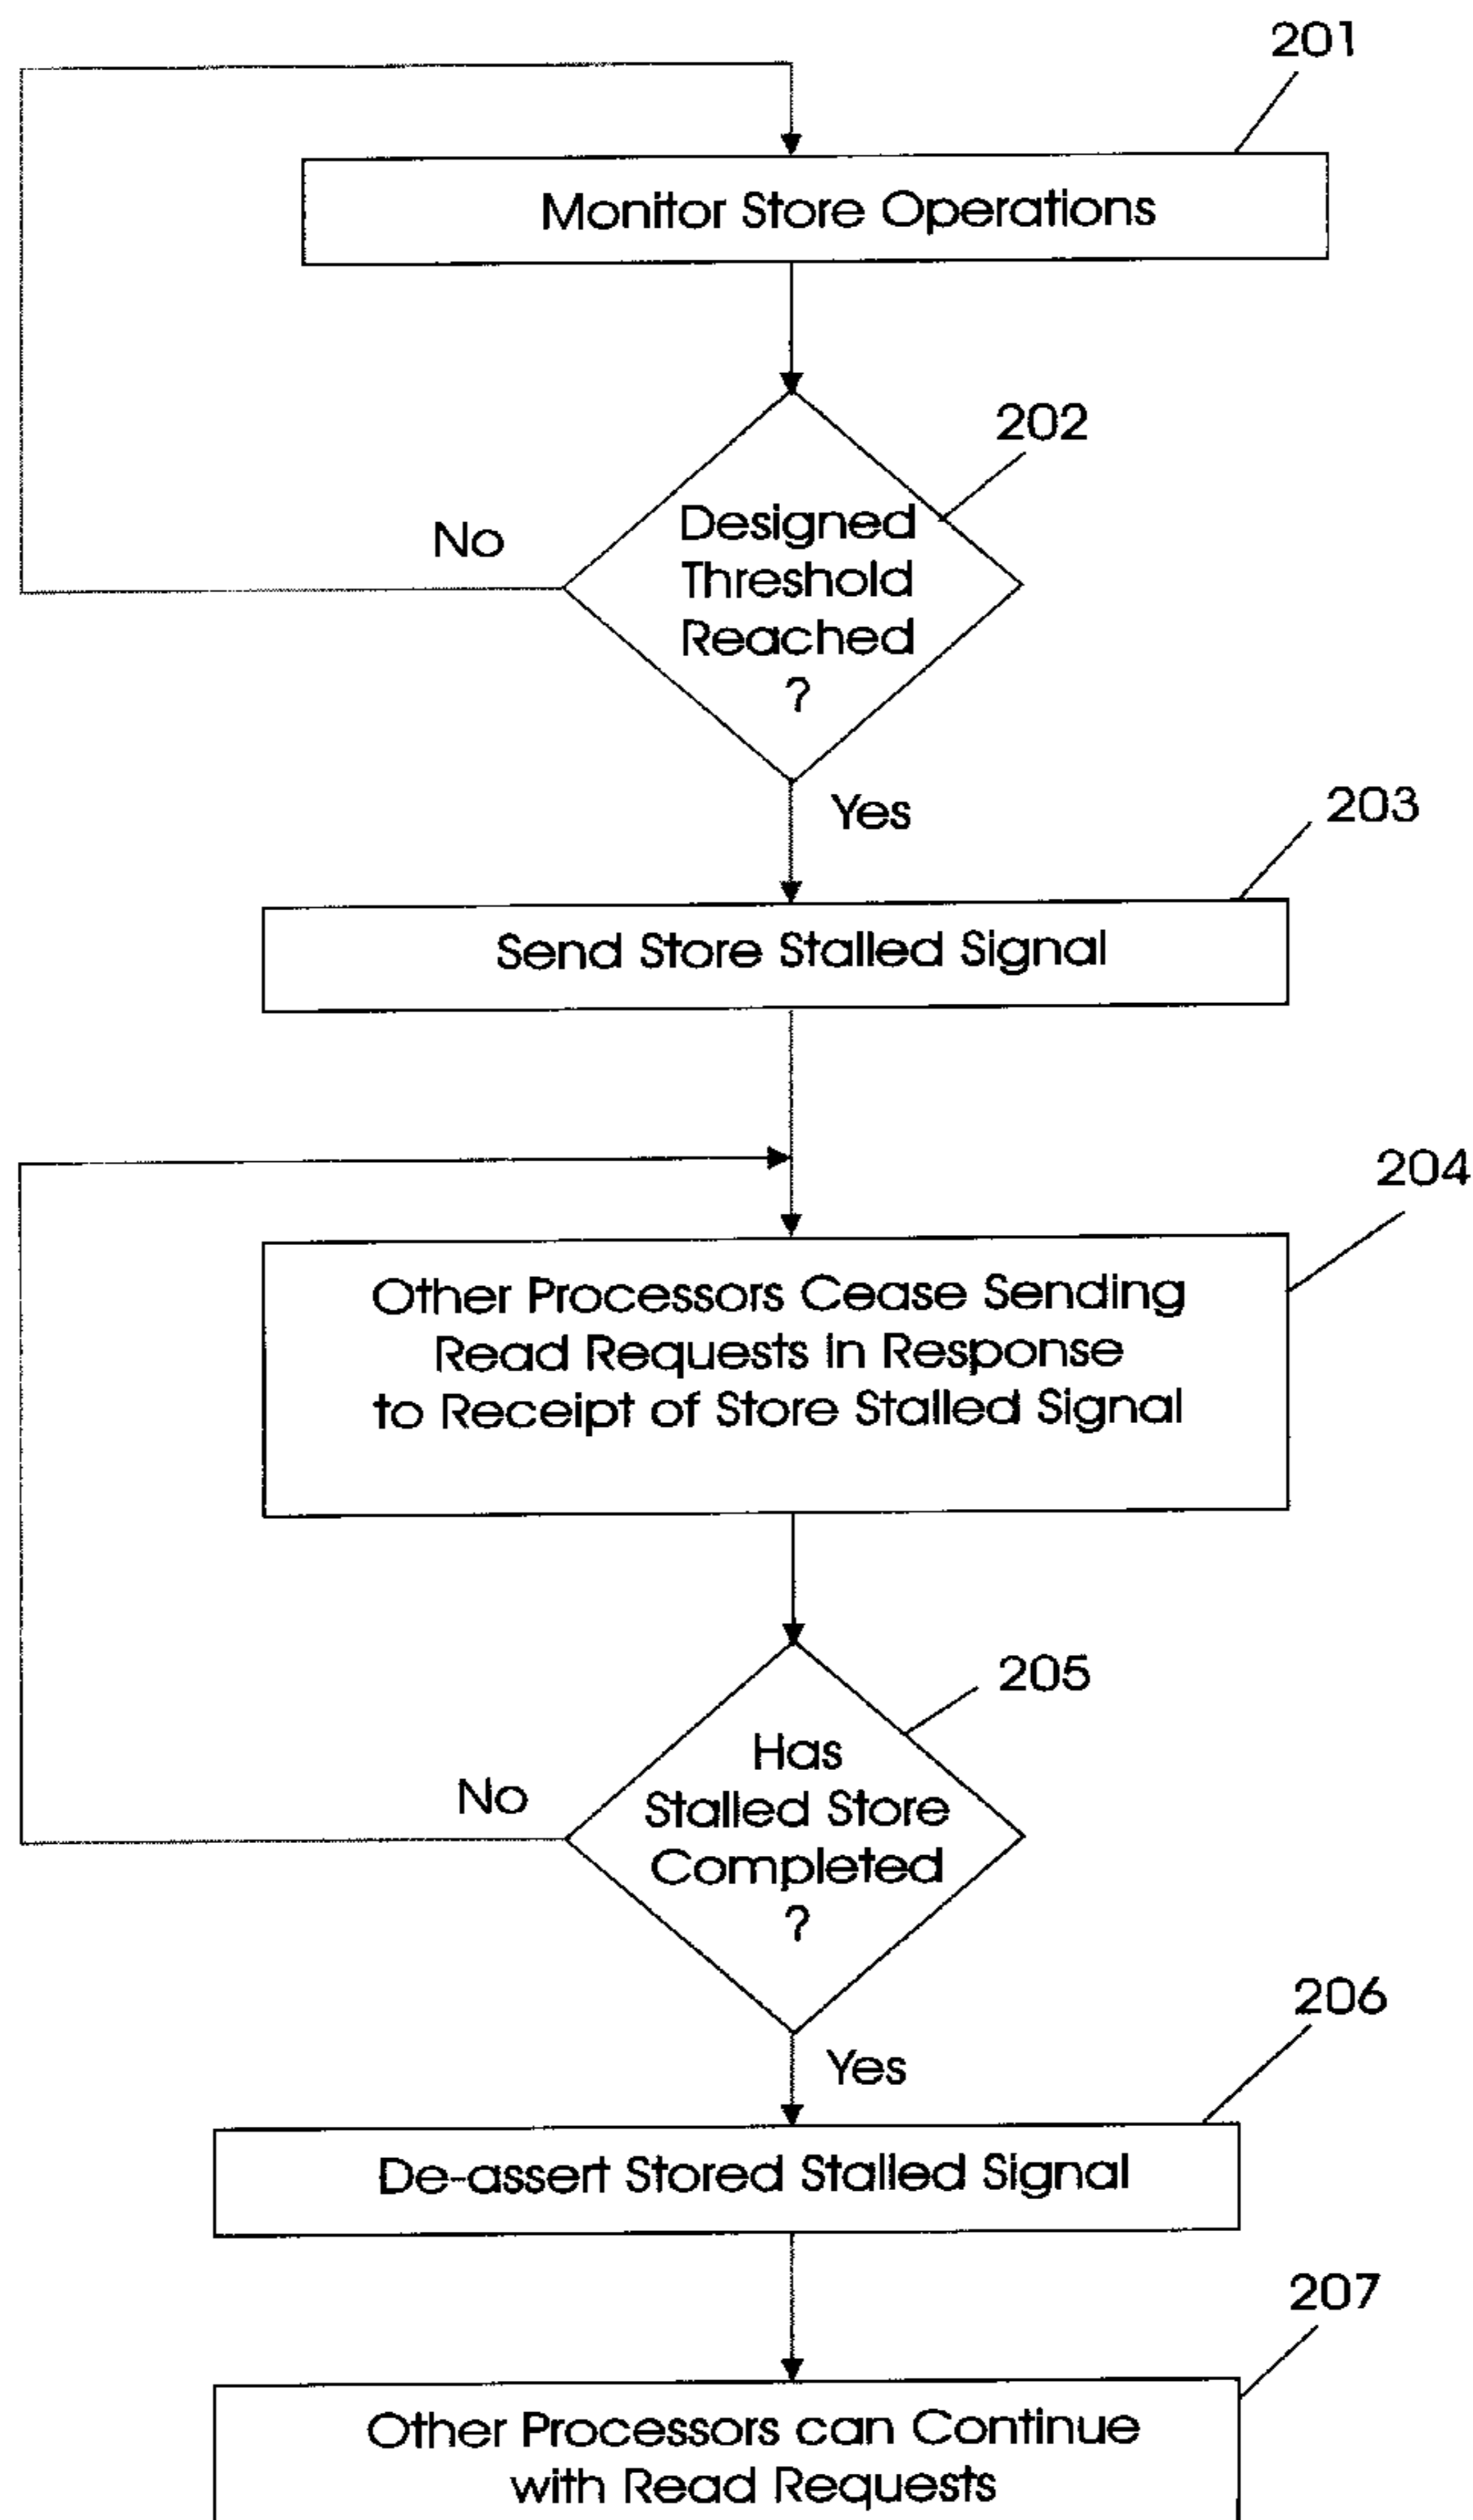 201
Monitor Store Operations
202
Designed
Threshold
Reached
?
No
Yes
203
Send Store Stalled Signal
204
Other Processors Cease Sending
Read Requests in Response
to Receipt of Store Stalled Signal
205
Has
Stalled Store
Completed
?
No
Yes
206
De-assert Stored Stalled Signal
207
Other Processors can Continue
with Read Requests